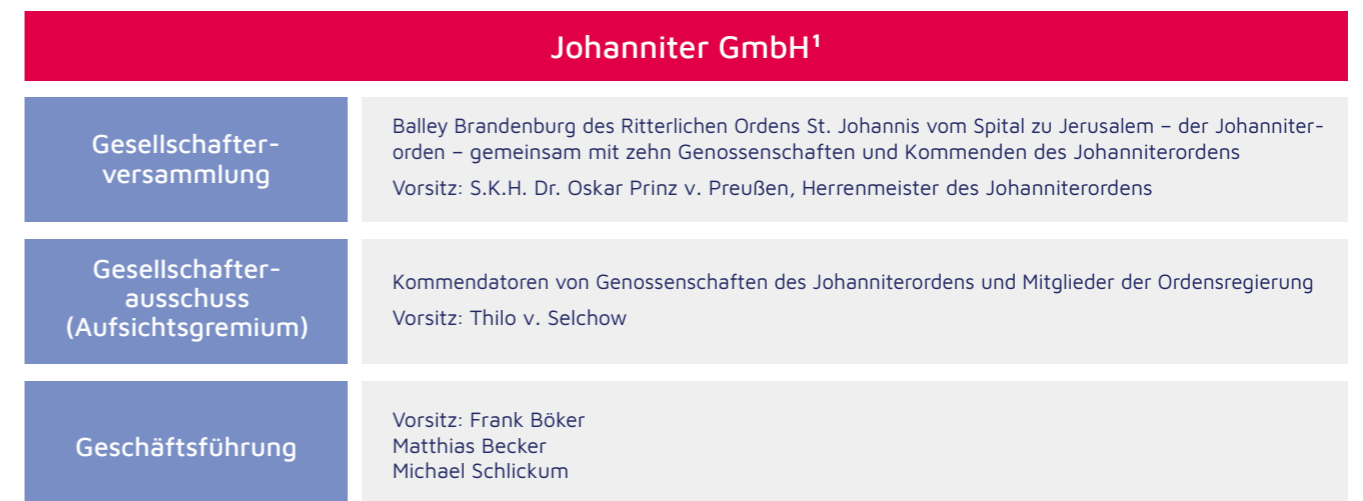 Johanniter GmbH¹
Gesellschafter-
versammlung
Balley Brandenburg des Ritterlichen Ordens St. Johannis vom Spital zu Jerusalem – der Johanniter-
orden – gemeinsam mit zehn Genossenschaften und Kommenden des Johanniterordens
Vorsitz: S.K.H. Dr. Oskar Prinz v. Preußen, Herrenmeister des Johanniterordens
Gesellschafter-
ausschuss
(Aufsichtsgremium)
Kommendatoren von Genossenschaften des Johanniterordens und Mitglieder der Ordensregierung
Vorsitz: Thilo v. Selchow
Geschäftsführung
Vorsitz: Frank Böker
Matthias Becker
Michael Schlickum